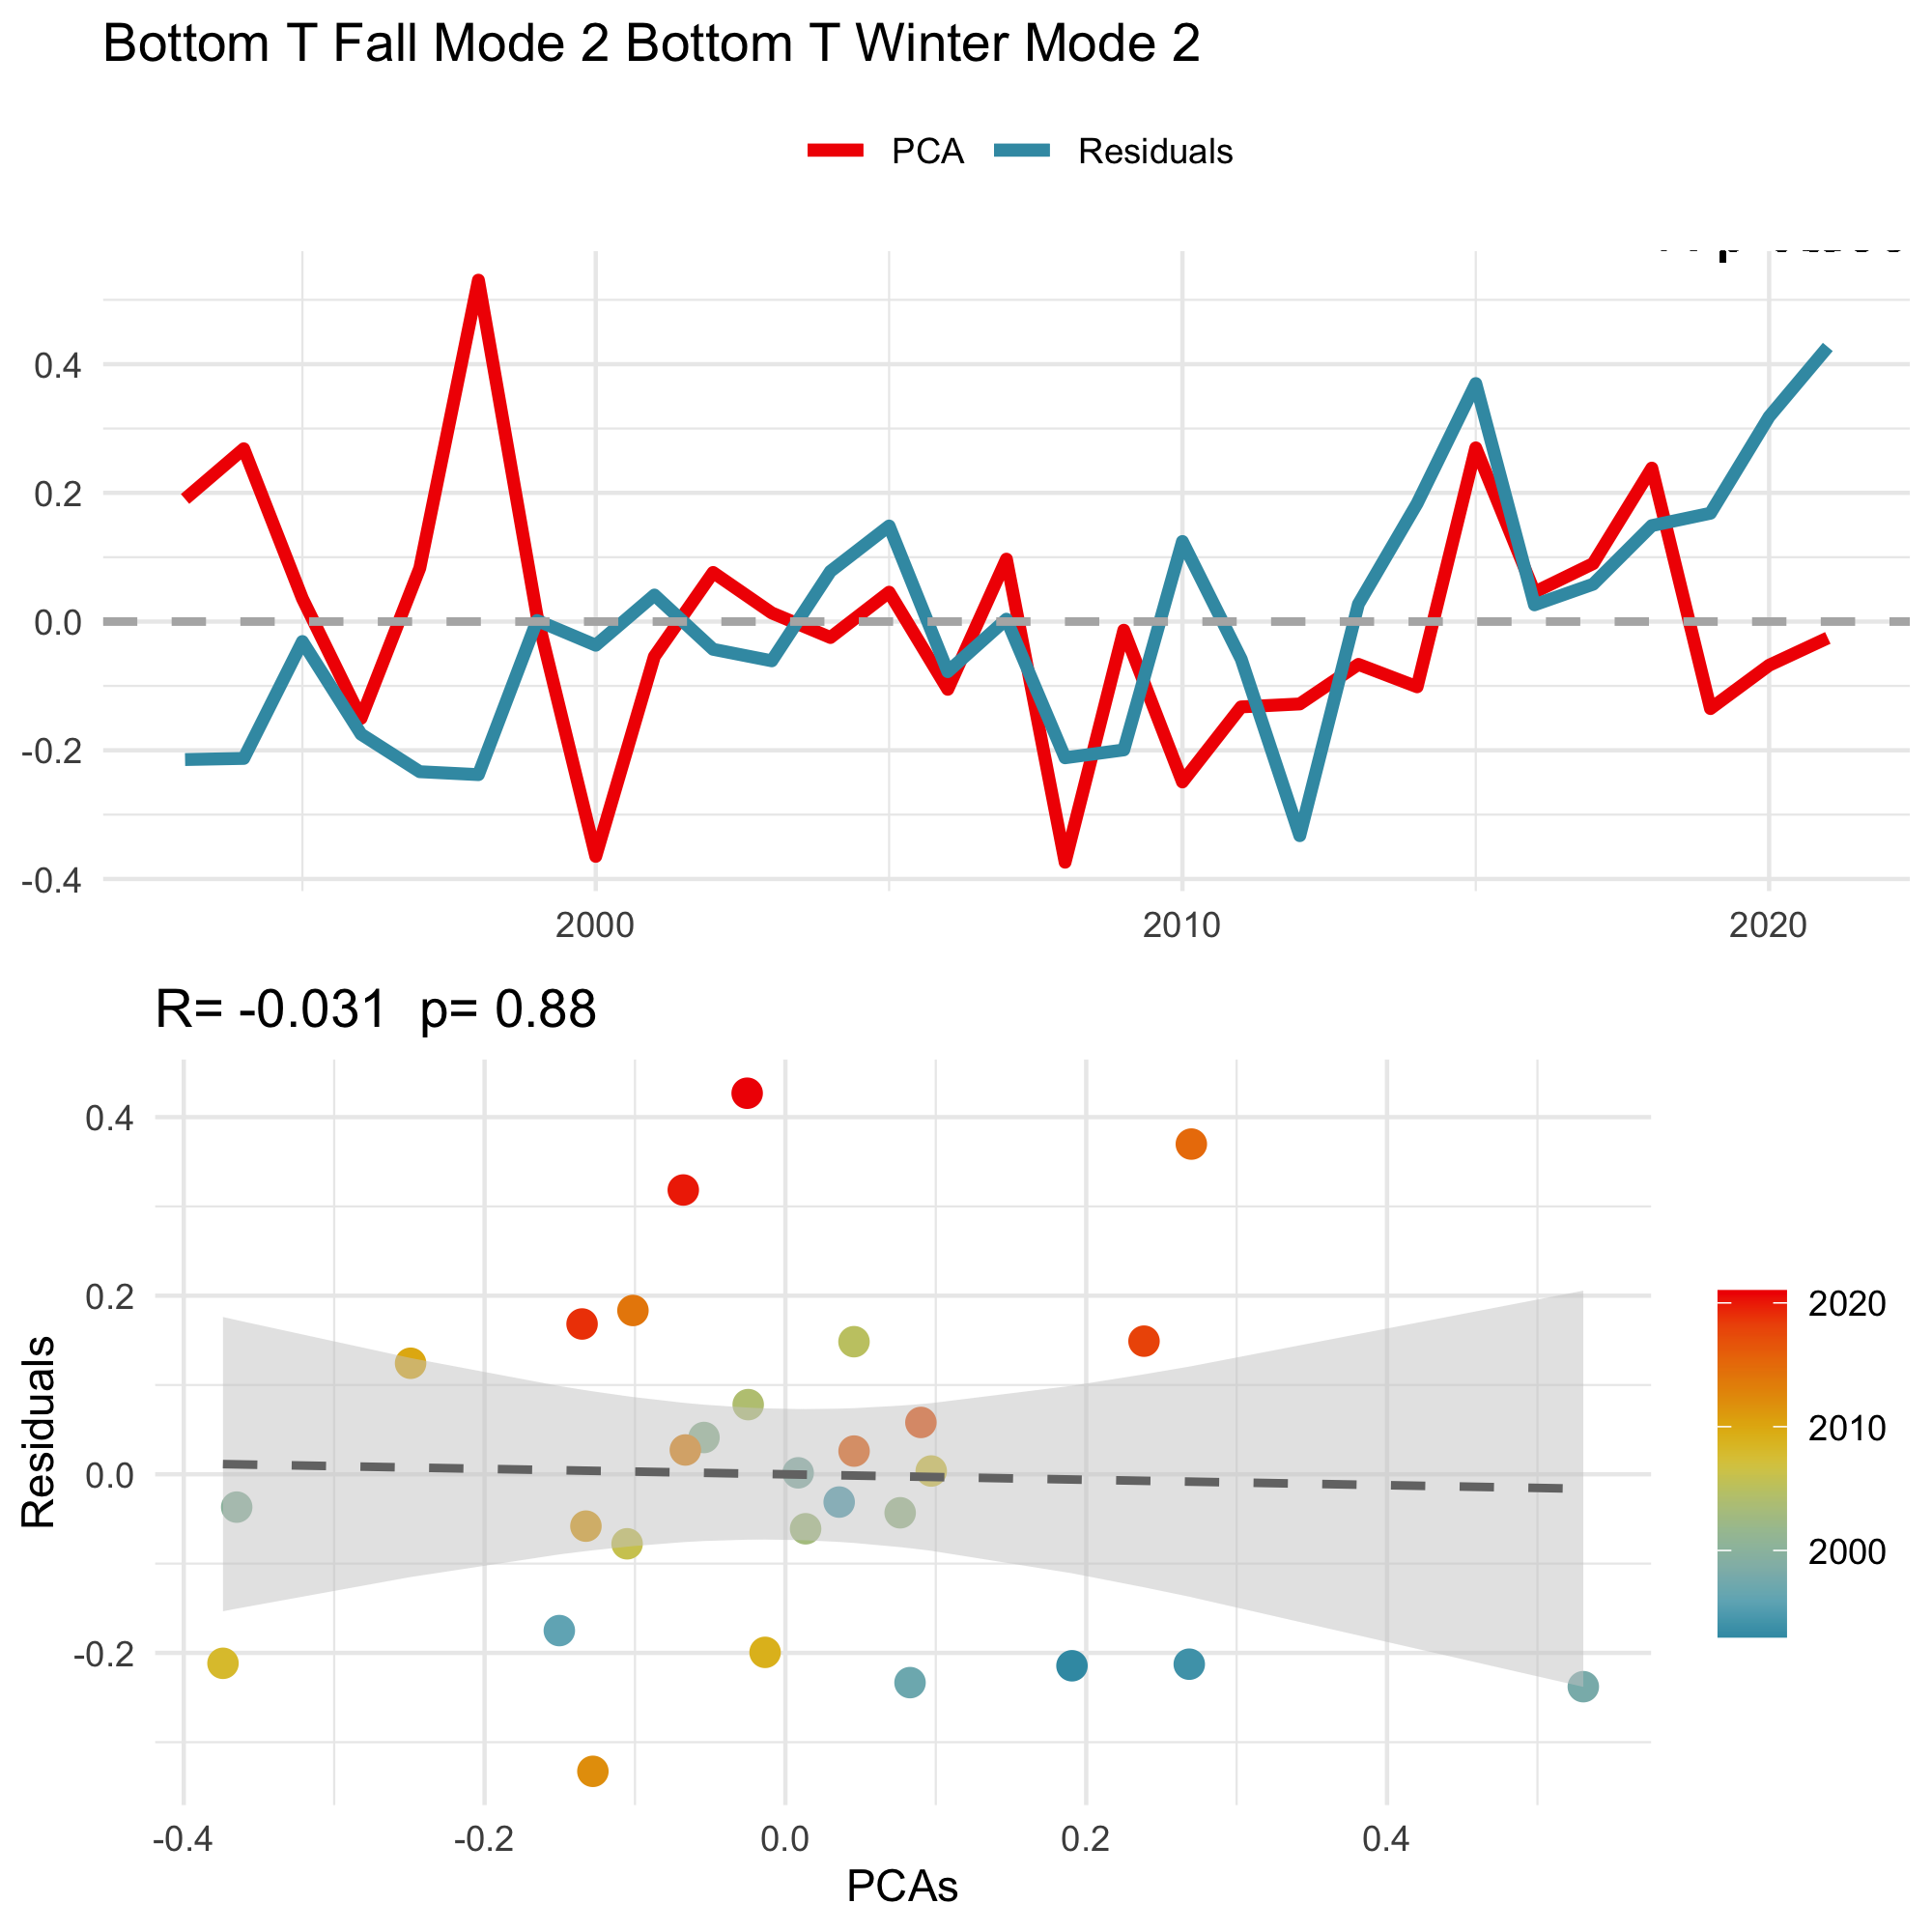 Bottom T Fall Mode 2 Bottom T Winter Mode 2
PCA Residuals
0.4
0.2
0.0
-0.2
-0.4
2000 2010 2020
R= -0.031 p= 0.88
Residuals
0.4
0.2
0.0
-0.2
-0.4 -0.2 0.0 0.2 0.4
PCAs
2020
2010
2000